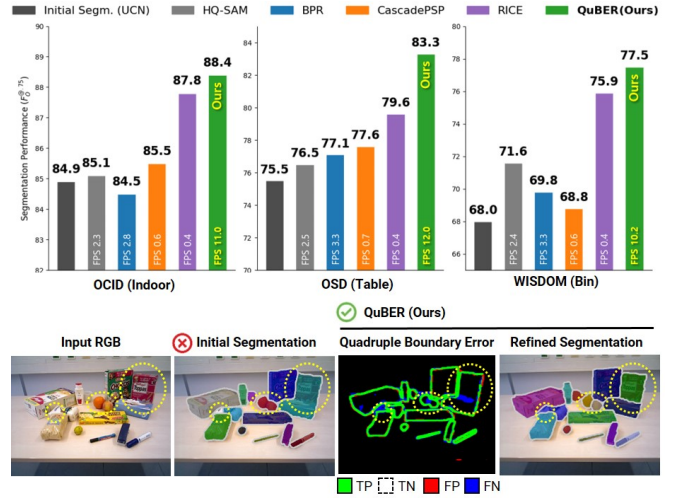 Initial Segm. (UCN) HQ-SAM BPR CascadePSP RICE QuBER(Ours)
Segmentation Performance (F_O^{@.75})
90
89
88
87
86
85
84
83
82
84.9
85.1
84.5
85.5
87.8
88.4
FPS 2.3
FPS 2.8
FPS 0.6
FPS 0.4
Ours
FPS 11.0
OCID (Indoor)
84
82
80
78
76
74
72
70
75.5
76.5
77.1
77.6
79.6
83.3
FPS 2.5
FPS 3.3
FPS 0.7
FPS 0.4
Ours
FPS 12.0
OSD (Table)
80
78
76
74
72
70
68
66
68.0
71.6
69.8
68.8
75.9
77.5
FPS 2.4
FPS 3.3
FPS 0.6
FPS 0.4
Ours
FPS 10.2
WISDOM (Bin)
QuBER (Ours)
Input RGB
Initial Segmentation
Quadruple Boundary Error
Refined Segmentation
TP TN FP FN